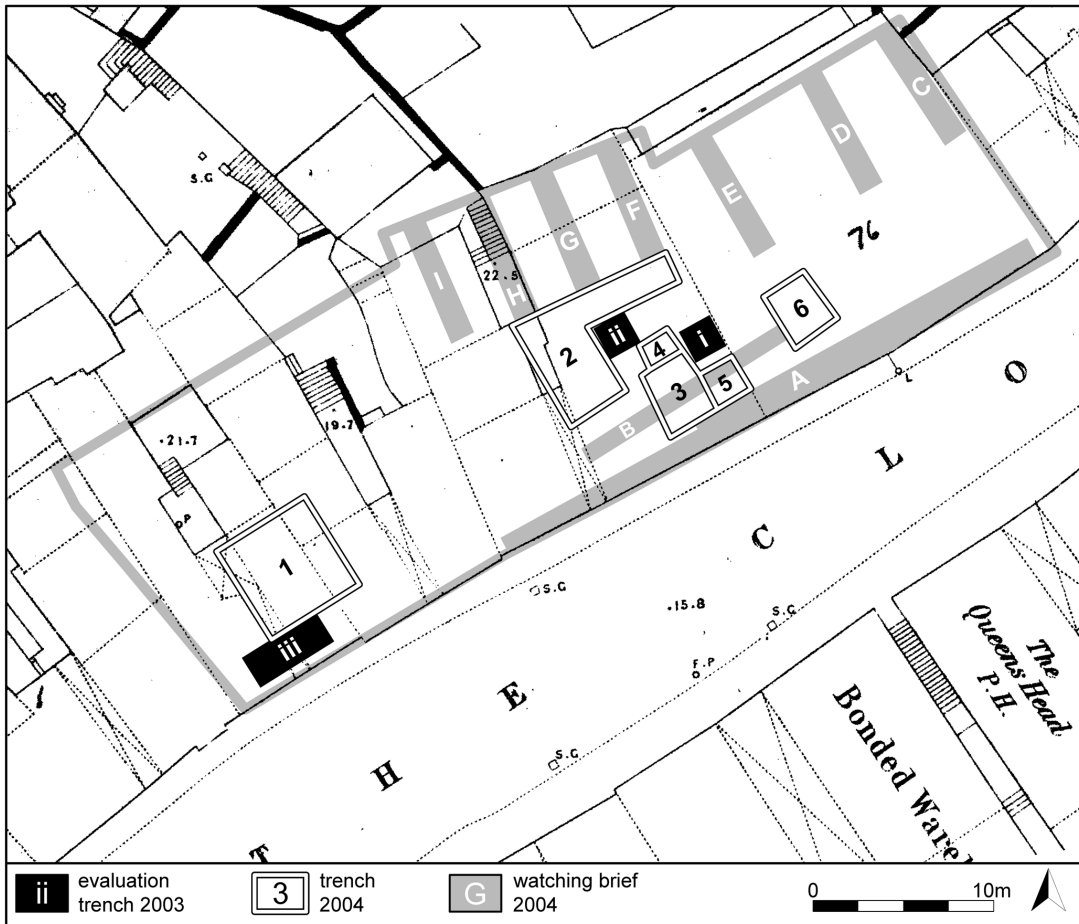 S.G
22.5
19.7
.21.7
O P
C
D
E
F
G
H
I
76
6
ii
i
4
2
3
5
B
A
1
iii
L
T H E C L O
S.G
.15.8
S.G
F.P
S.G
The
Queens Head
P.H.
Bonded Wareh
ii
evaluation
trench 2003
3
trench
2004
G
watching brief
2004
0
10m